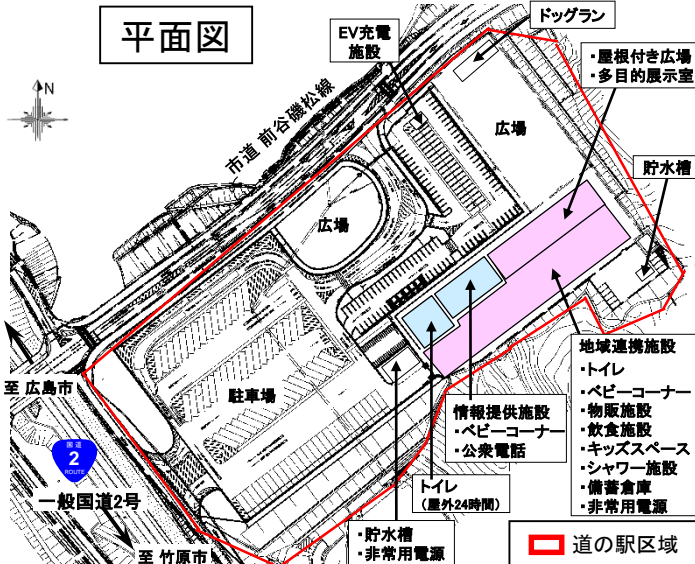 平面図
N
EV充電
施設
ドッグラン
・屋根付き広場
・多目的展示室
市道 前谷磯松線
広場
貯水槽
広場
駐車場
至 広島市
国道
2
ROUTE
一般国道2号
至 竹原市
情報提供施設
・ベビーコーナー
・公衆電話
トイレ
(屋外24時間)
・貯水槽
・非常用電源
地域連携施設
・トイレ
・ベビーコーナー
・物販施設
・飲食施設
・キッズスペース
・シャワー施設
・備蓄倉庫
・非常用電源
道の駅区域